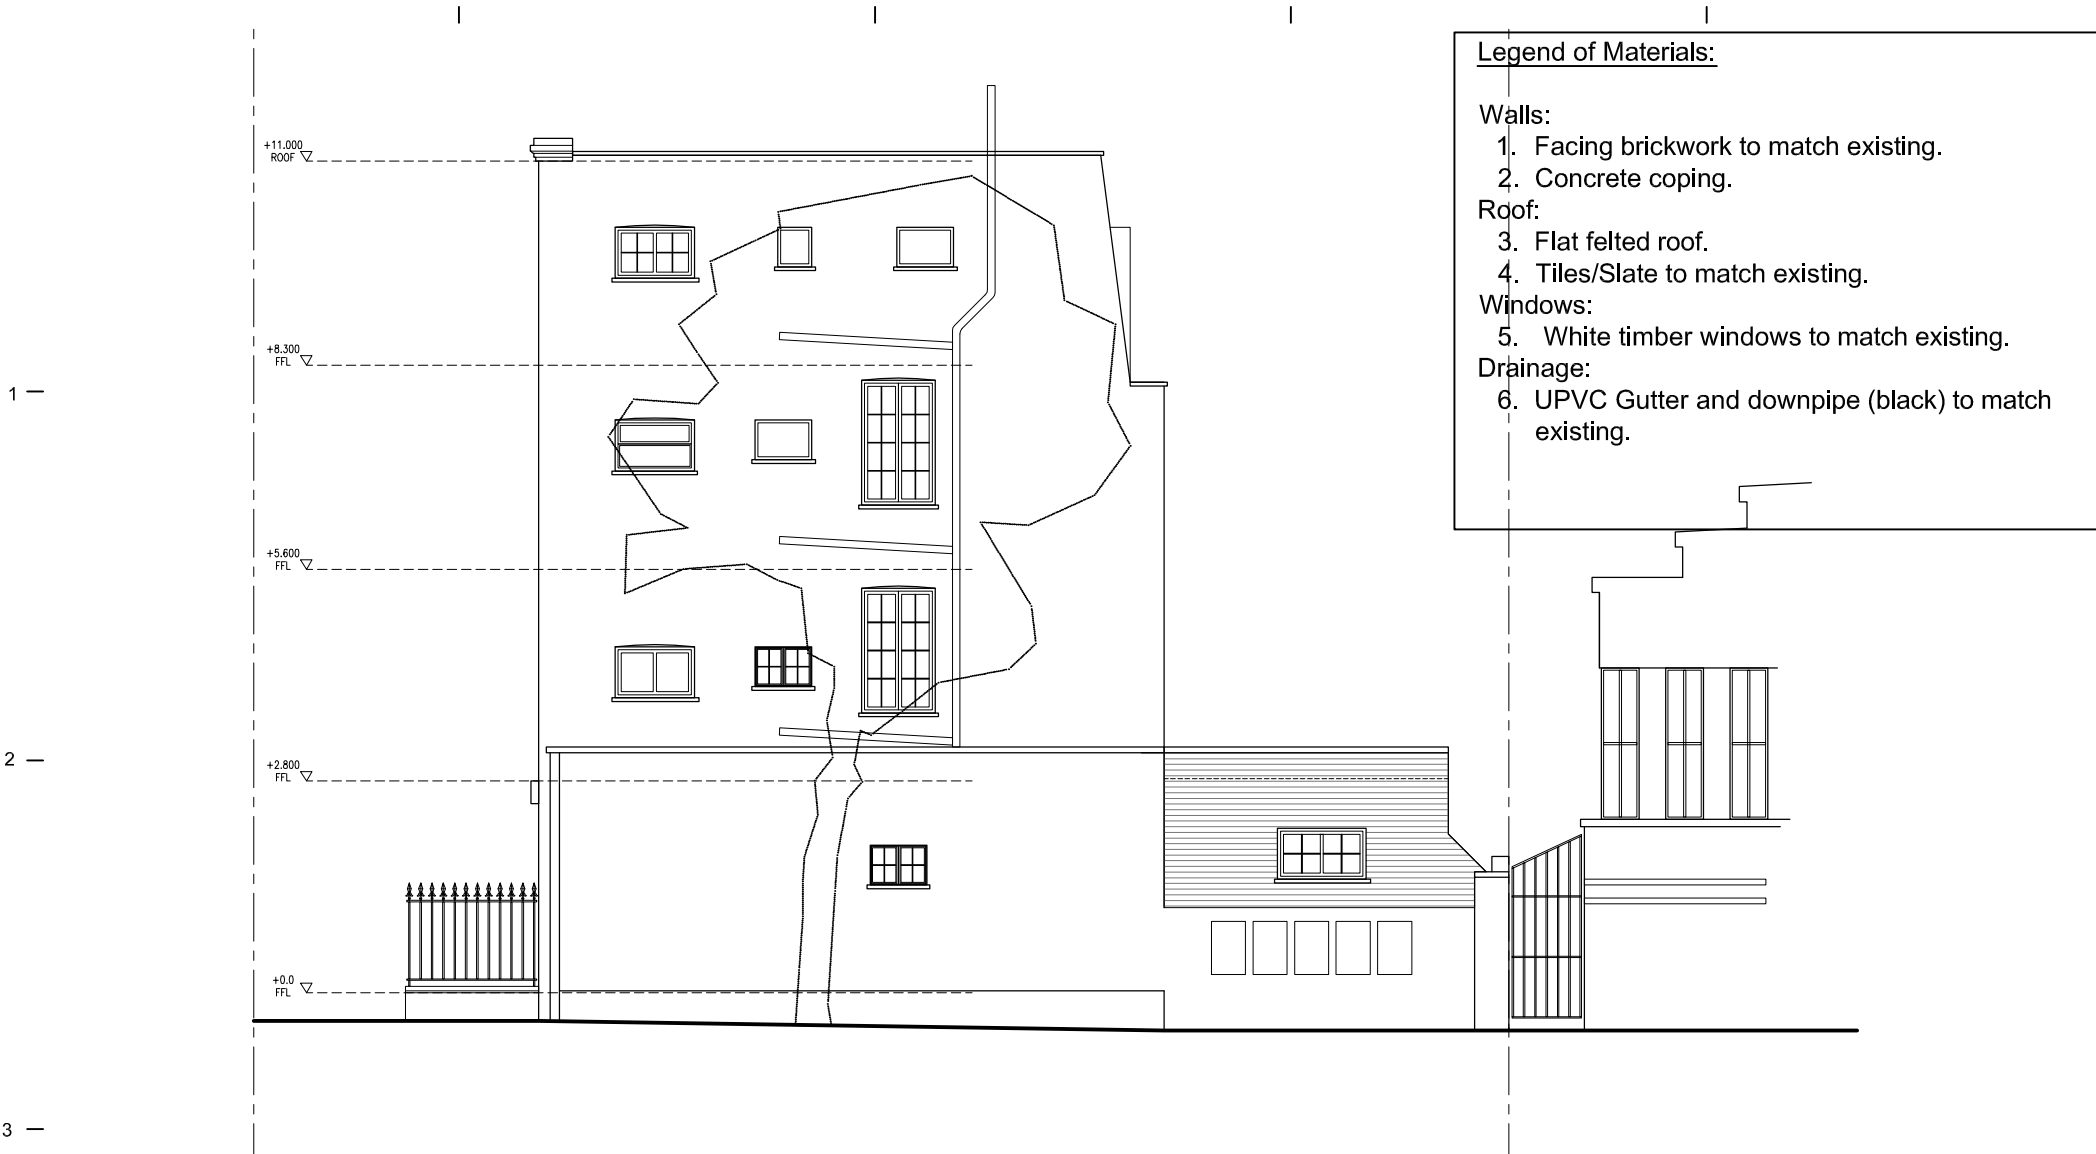 Legend of Materials:
Walls:
1. Facing brickwork to match existing.
2. Concrete coping.
Roof:
3. Flat felted roof.
4. Tiles/Slate to match existing.
Windows:
5. White timber windows to match existing.
Drainage:
6. UPVC Gutter and downpipe (black) to match
existing.
+11.000
ROOF
+8.300
FFL
1
+5.600
FFL
2
+2.800
FFL
+0.0
FFL
3